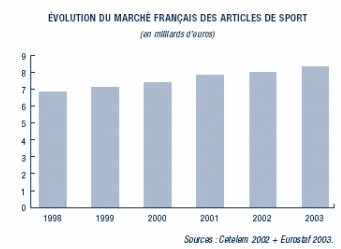 ÉVOLUTION DU MARCHÉ FRANÇAIS DES ARTICLES DE SPORT
(en milliards d'euros)
9
8
7
6
5
4
3
2
1
0
1998 1999 2000 2001 2002 2003
Sources : Cetelem 2002 + Eurostaf 2003.